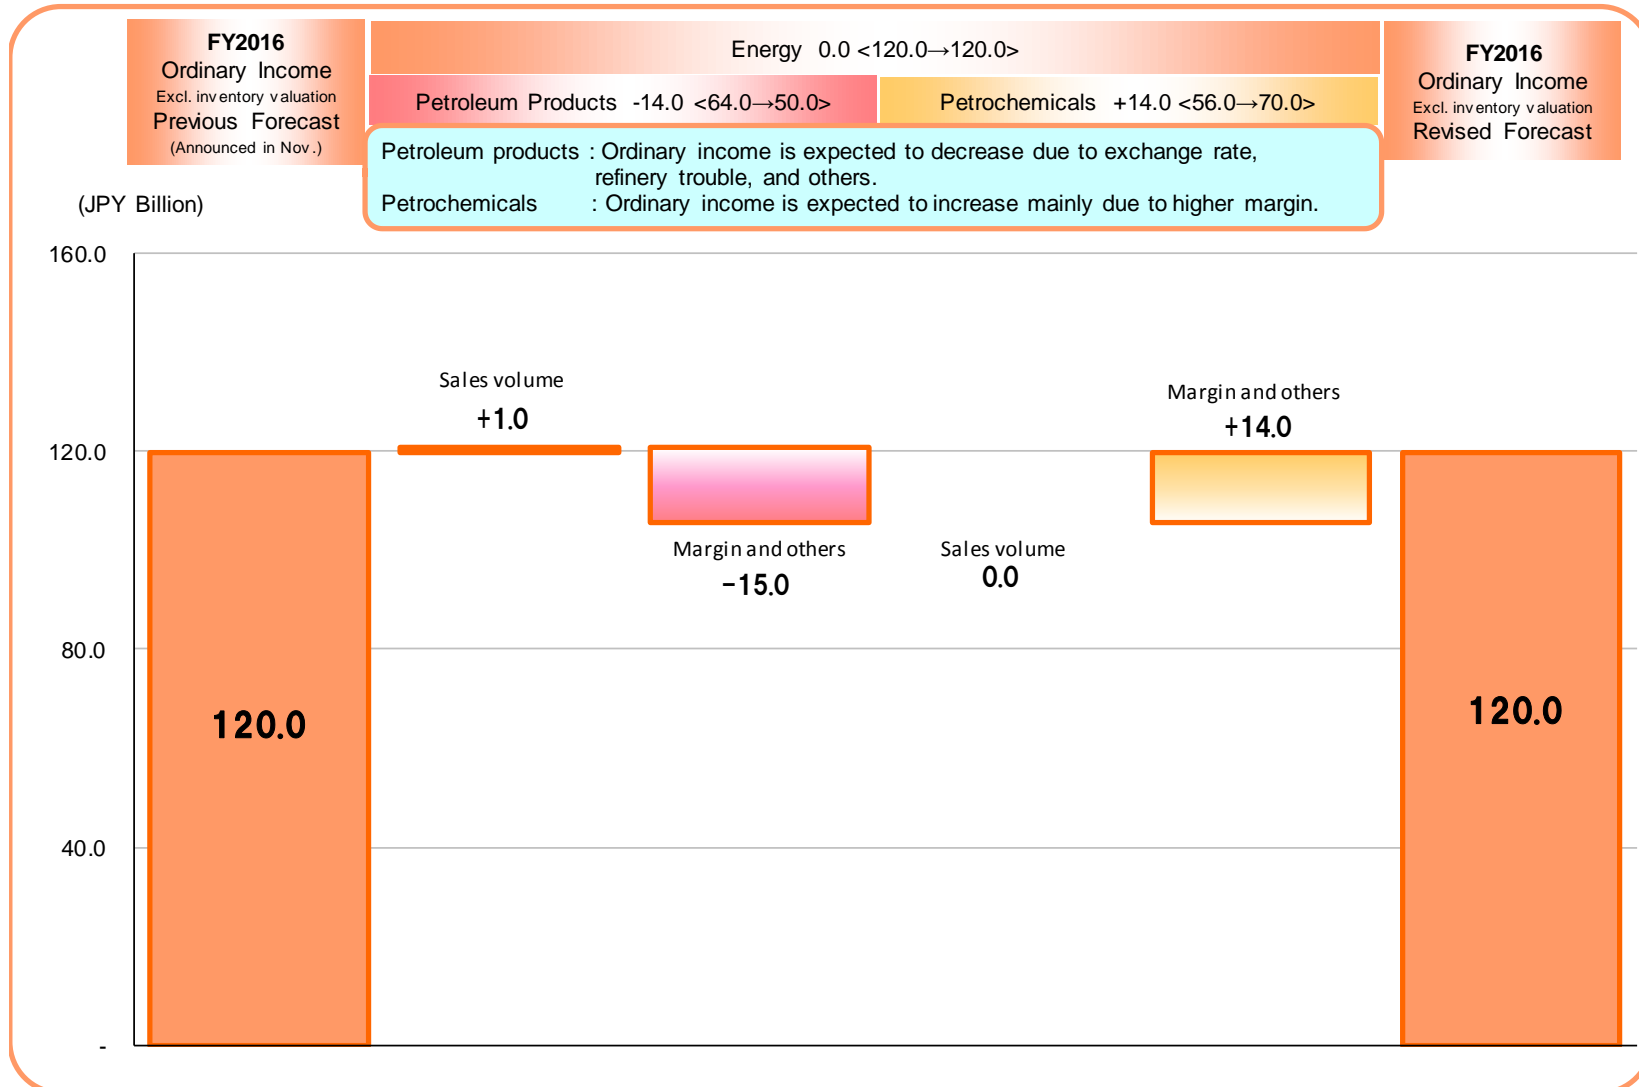 FY2016
Ordinary Income
Excl. inventory valuation
Previous Forecast
(Announced in Nov.)
Energy 0.0 <120.0→120.0>
Petroleum Products -14.0 <64.0→50.0>
Petrochemicals +14.0 <56.0→70.0>
FY2016
Ordinary Income
Excl. inventory valuation
Revised Forecast
Petroleum products : Ordinary income is expected to decrease due to exchange rate,
refinery trouble, and others.
Petrochemicals : Ordinary income is expected to increase mainly due to higher margin.
(JPY Billion)
160.0
120.0
80.0
40.0
-
120.0
Sales volume
+1.0
Margin and others
-15.0
Sales volume
0.0
Margin and others
+14.0
120.0